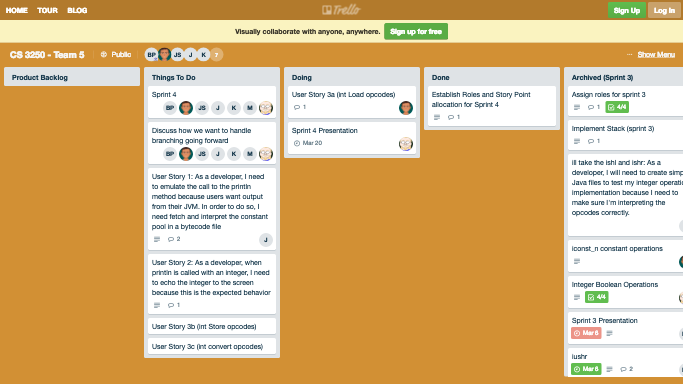 HOME TOUR BLOG
Trello
Sign Up Log In
Visually collaborate with anyone, anywhere. Sign up for free
CS 3250 - Team 5 Public BP JS J K 7
··· Show Menu
Product Backlog
Things To Do
Sprint 4
BP JS J K M
Discuss how we want to handle
branching going forward
BP JS J K M
User Story 1: As a developer, I need
to emulate the call to the println
method because users want output
from their JVM. In order to do so, I
need fetch and interpret the constant
pool in a bytecode file
2 J
User Story 2: As a developer, when
println is called with an integer, I need
to echo the integer to the screen
because this is the expected behavior
1
User Story 3b (int Store opcodes)
User Story 3c (int convert opcodes)
Doing
User Story 3a (int Load opcodes)
1
Sprint 4 Presentation
Mar 20
Done
Establish Roles and Story Point
allocation for Sprint 4
1
Archived (Sprint 3)
Assign roles for sprint 3
1 4/4
Implement Stack (sprint 3)
1
ill take the ishl and ishr: As a
developer, I will need to create simp
Java files to test my integer operati
implementation because I need to
make sure I'm interpreting the
opcodes correctly.
iconst_n constant operations
Integer Boolean Operations
4/4
Sprint 3 Presentation
Mar 6
iushr
Mar 6 2